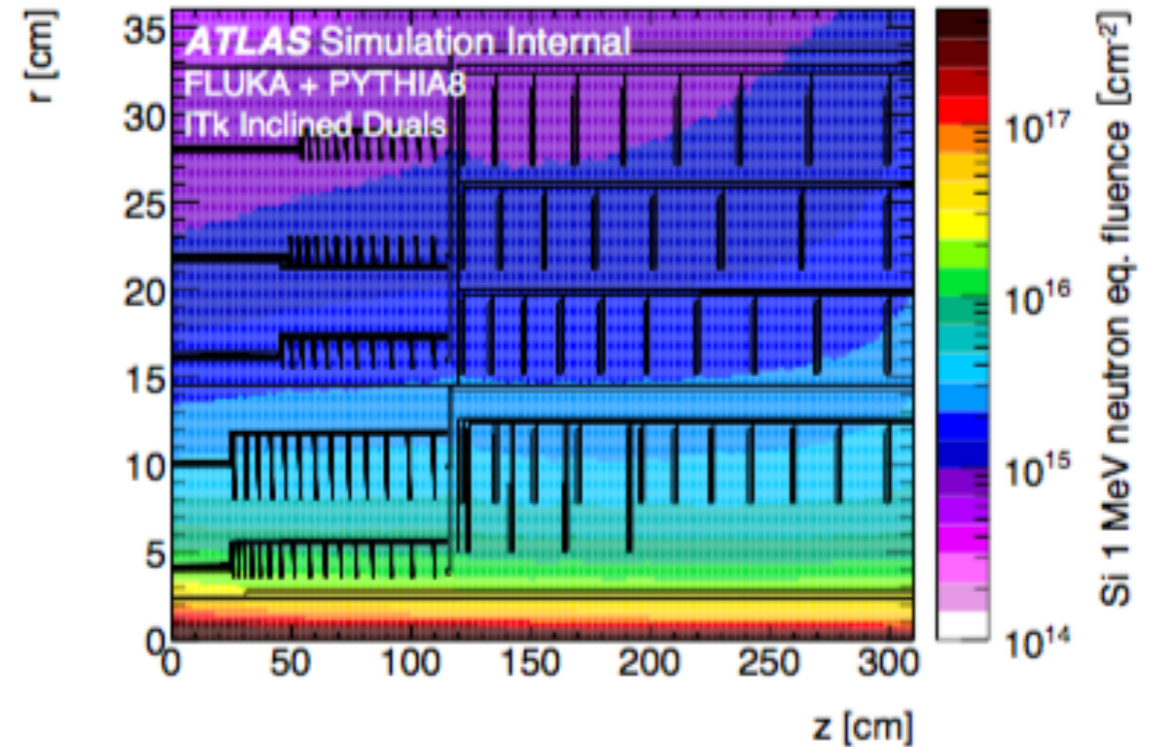 r [cm]
35
30
25
20
15
10
5
0
ATLAS Simulation Internal
FLUKA + PYTHIA8
ITk Inclined Duals
0 50 100 150 200 250 300
z [cm]
10¹⁷
10¹⁶
10¹⁵
10¹⁴
Si 1 MeV neutron eq. fluence [cm⁻²]